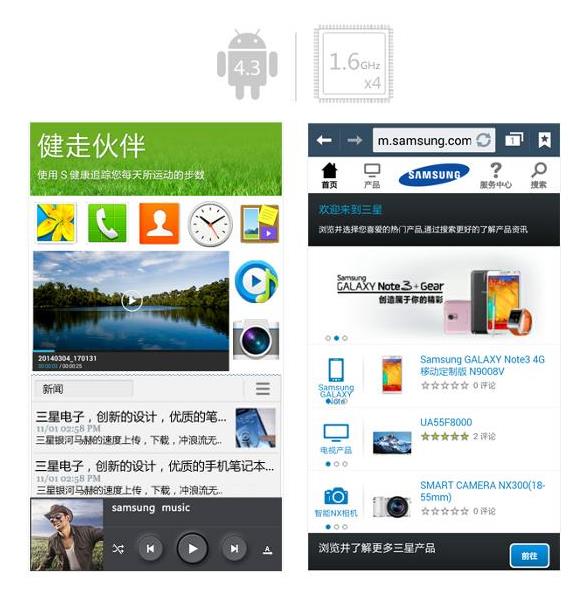 4.3
1.6GHz
x4
健走伙伴
使用 S 健康追踪您每天所运动的步数
20140304_170131
00:00:03 / 00:00:25
新闻
三星电子，创新的设计，优质的笔...
11/01 02:58 PM
三星银河马赫的速度上传，下载，冲浪流无..
三星电子，创新的设计，优质的手机笔记本...
11/01 02:58 PM
三星银河马赫的速度上传，下载，冲浪流无..
samsung music
A
m.samsung.com
1
首页
产品
SAMSUNG
服务中心
搜索
欢迎来到三星
浏览并选择您喜爱的热门产品,通过搜索更好的了解产品资讯
Samsung
GALAXY Note 3 + Gear
创造属于你的精彩
Samsung GALAXY Note
Samsung GALAXY Note3 4G
移动定制版 N9008V
0 评论
电视产品
UA55F8000
2 评论
智能NX相机
SMART CAMERA NX300(18-
55mm)
0 评论
浏览并了解更多三星产品
前往